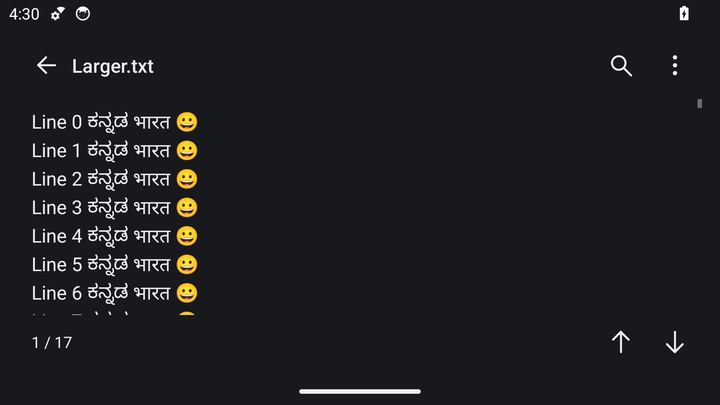 4:30
Larger.txt
Line 0 ಕನ್ನಡ भारत 😀
Line 1 ಕನ್ನಡ भारत 😀
Line 2 ಕನ್ನಡ भारत 😀
Line 3 ಕನ್ನಡ भारत 😀
Line 4 ಕನ್ನಡ भारत 😀
Line 5 ಕನ್ನಡ भारत 😀
Line 6 ಕನ್ನಡ भारत 😀
1 / 17